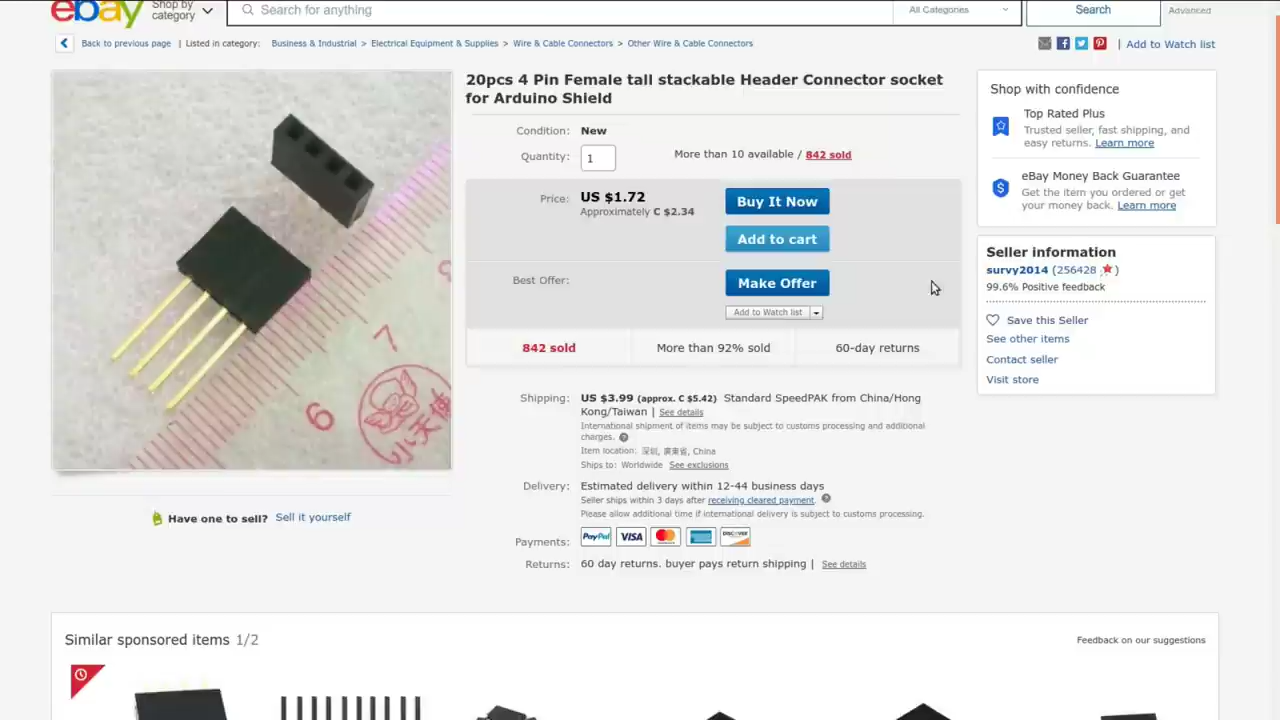 ebay
Shop by
category
Search for anything
All Categories
Search
Advanced
Back to previous page | Listed in category: Business & Industrial > Electrical Equipment & Supplies > Wire & Cable Connectors > Other Wire & Cable Connectors
| Add to Watch list
20pcs 4 Pin Female tall stackable Header Connector socket
for Arduino Shield
Condition: New
Quantity: 1
More than 10 available / 842 sold
Price: US $1.72
Approximately C $2.34
Buy It Now
Add to cart
Best Offer:
Make Offer
Add to Watch list
842 sold
More than 92% sold
60-day returns
Shipping: US $3.99 (approx. C $5.42) Standard SpeedPAK from China/Hong
Kong/Taiwan | See details
International shipment of items may be subject to customs processing and additional
charges.
Item location: 深圳, 廣東省, China
Ships to: Worldwide See exclusions
Delivery: Estimated delivery within 12-44 business days
Seller ships within 3 days after receiving cleared payment.
Please allow additional time if international delivery is subject to customs processing.
Payments: PayPal VISA MasterCard DISCOVER
Returns: 60 day returns. buyer pays return shipping | See details
Shop with confidence
Top Rated Plus
Trusted seller, fast shipping, and
easy returns. Learn more
eBay Money Back Guarantee
Get the item you ordered or get
your money back. Learn more
Seller information
survy2014 (256428)
99.6% Positive feedback
Save this Seller
See other items
Contact seller
Visit store
7
6
Have one to sell? Sell it yourself
Similar sponsored items 1/2
Feedback on our suggestions